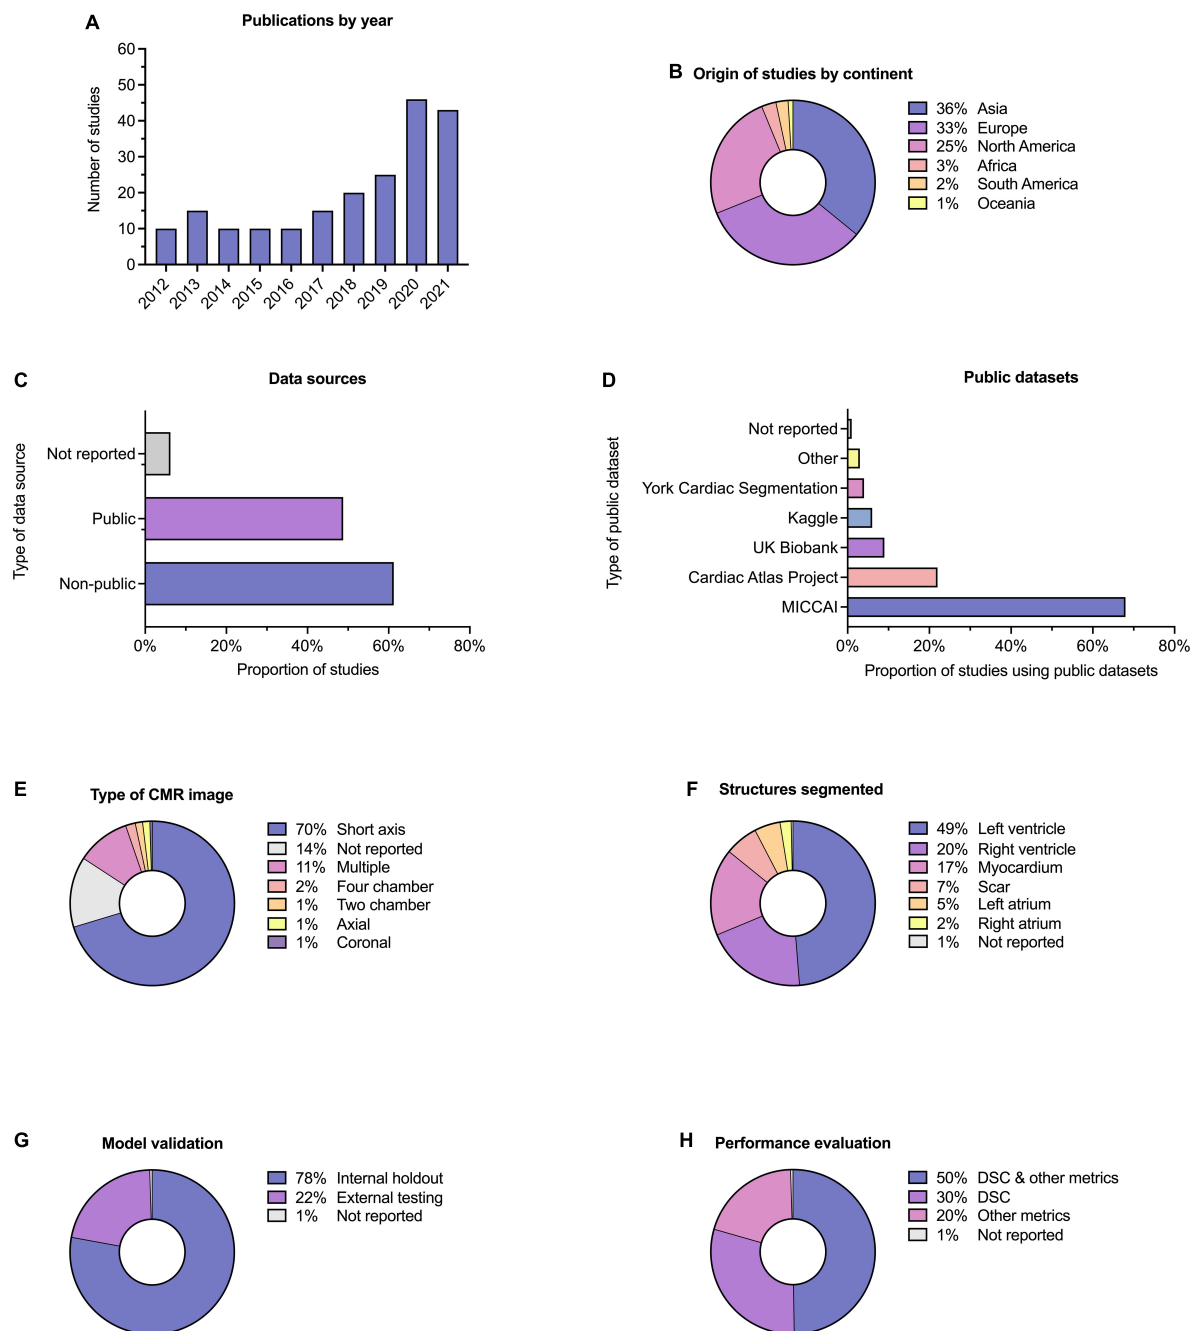 A
Publications by year
Number of studies
60
50
40
30
20
10
0
2012
2013
2014
2015
2016
2017
2018
2019
2020
2021
B
Origin of studies by continent
36% Asia
33% Europe
25% North America
3% Africa
2% South America
1% Oceania
C
Data sources
Type of data source
Not reported
Public
Non-public
0% 20% 40% 60% 80%
Proportion of studies
D
Public datasets
Type of public dataset
Not reported
Other
York Cardiac Segmentation
Kaggle
UK Biobank
Cardiac Atlas Project
MICCAI
0% 20% 40% 60% 80%
Proportion of studies using public datasets
E
Type of CMR image
70% Short axis
14% Not reported
11% Multiple
2% Four chamber
1% Two chamber
1% Axial
1% Coronal
F
Structures segmented
49% Left ventricle
20% Right ventricle
17% Myocardium
7% Scar
5% Left atrium
2% Right atrium
1% Not reported
G
Model validation
78% Internal holdout
22% External testing
1% Not reported
H
Performance evaluation
50% DSC & other metrics
30% DSC
20% Other metrics
1% Not reported